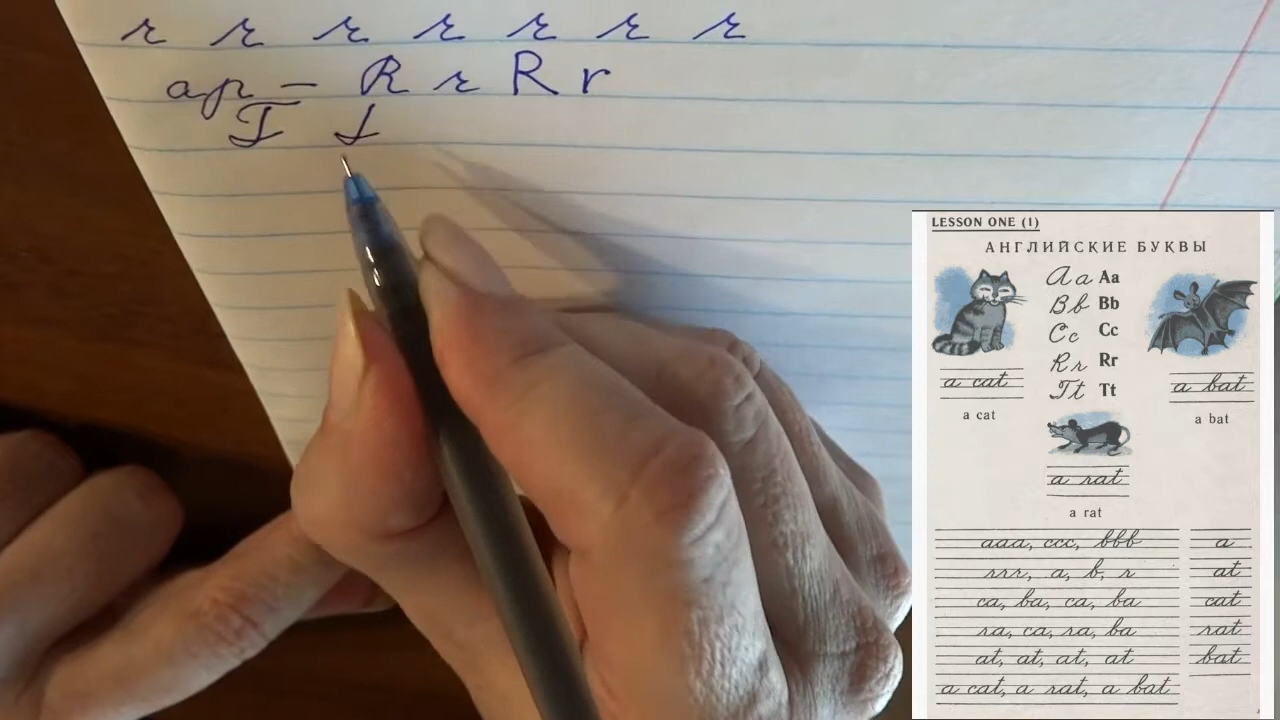 r r r r r r r
ар – R r R r
T t
LESSON ONE (1)
АНГЛИЙСКИЕ БУКВЫ
Aa Aa
Bb Bb
Cc Cc
Rr Rr
Tt Tt
a cat
a cat
a bat
a bat
a rat
a rat
aaa, ccc, bbb
rrr, a, b, r
ca, ba, ca, ba
ra, ca, ra, ba
at, at, at, at
a cat, a rat, a bat
a
at
cat
rat
bat